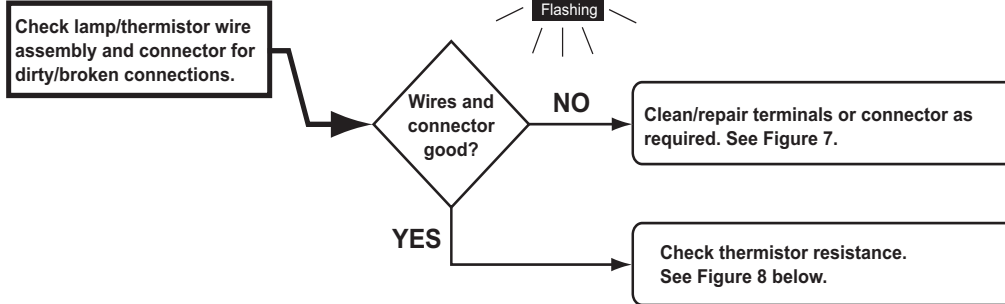 Flashing
Check lamp/thermistor wire
assembly and connector for
dirty/broken connections.
Wires and
connector
good?
NO
Clean/repair terminals or connector as
required. See Figure 7.
YES
Check thermistor resistance.
See Figure 8 below.